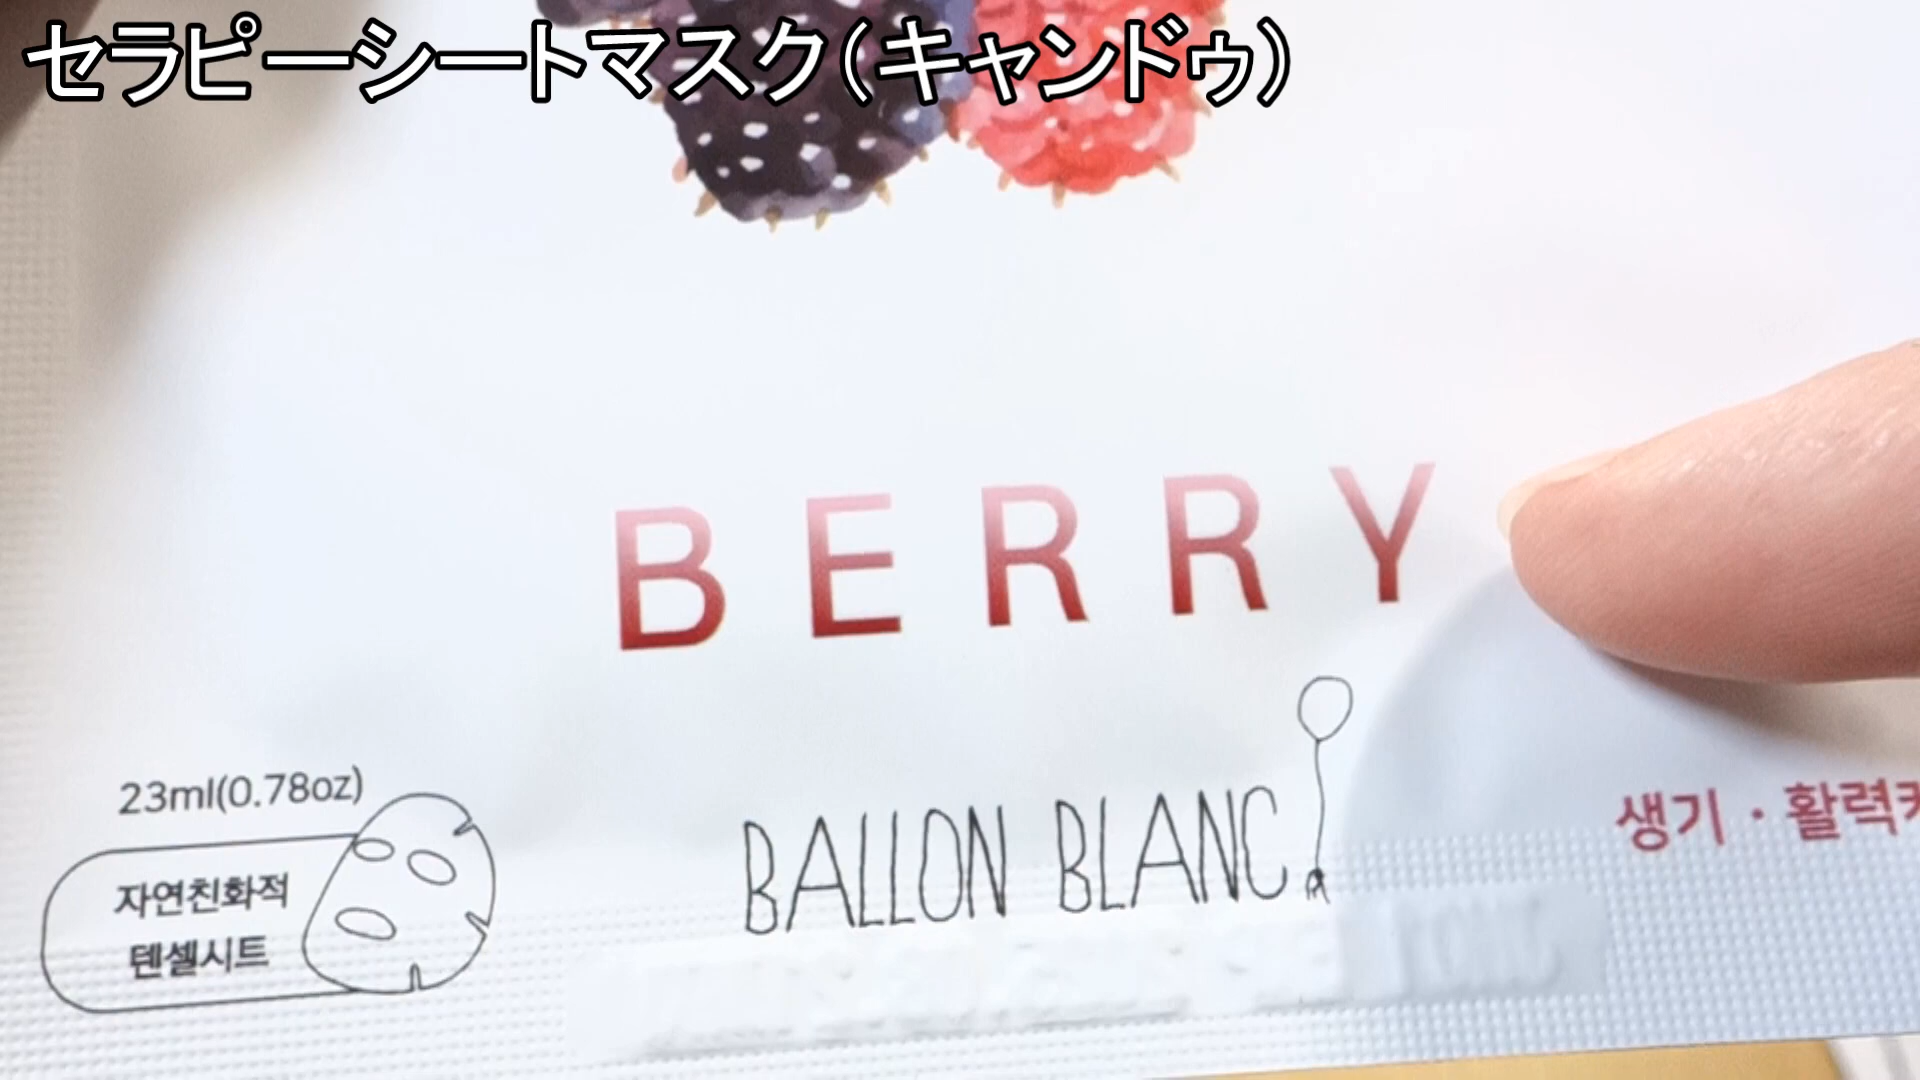 セラピーシートマスク(キャンドゥ)
BERRY
23ml(0.78oz)
자연친화적
텐셀시트
BALLON BLANC
생기・활력